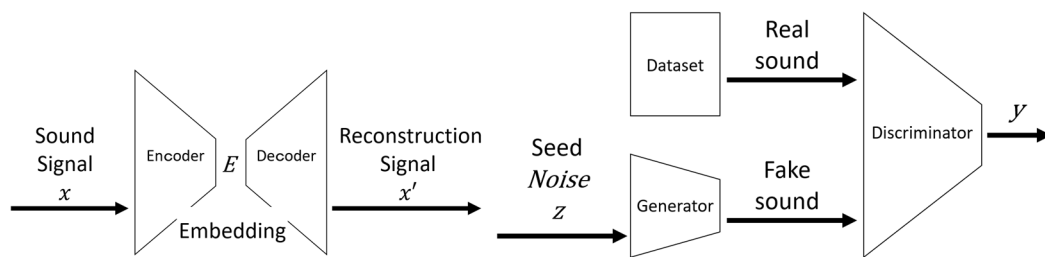 Sound
Signal
x
Encoder
E
Decoder
Embedding
Reconstruction
Signal
x′
Seed
Noise
z
Dataset
Real
sound
Generator
Fake
sound
Discriminator
y